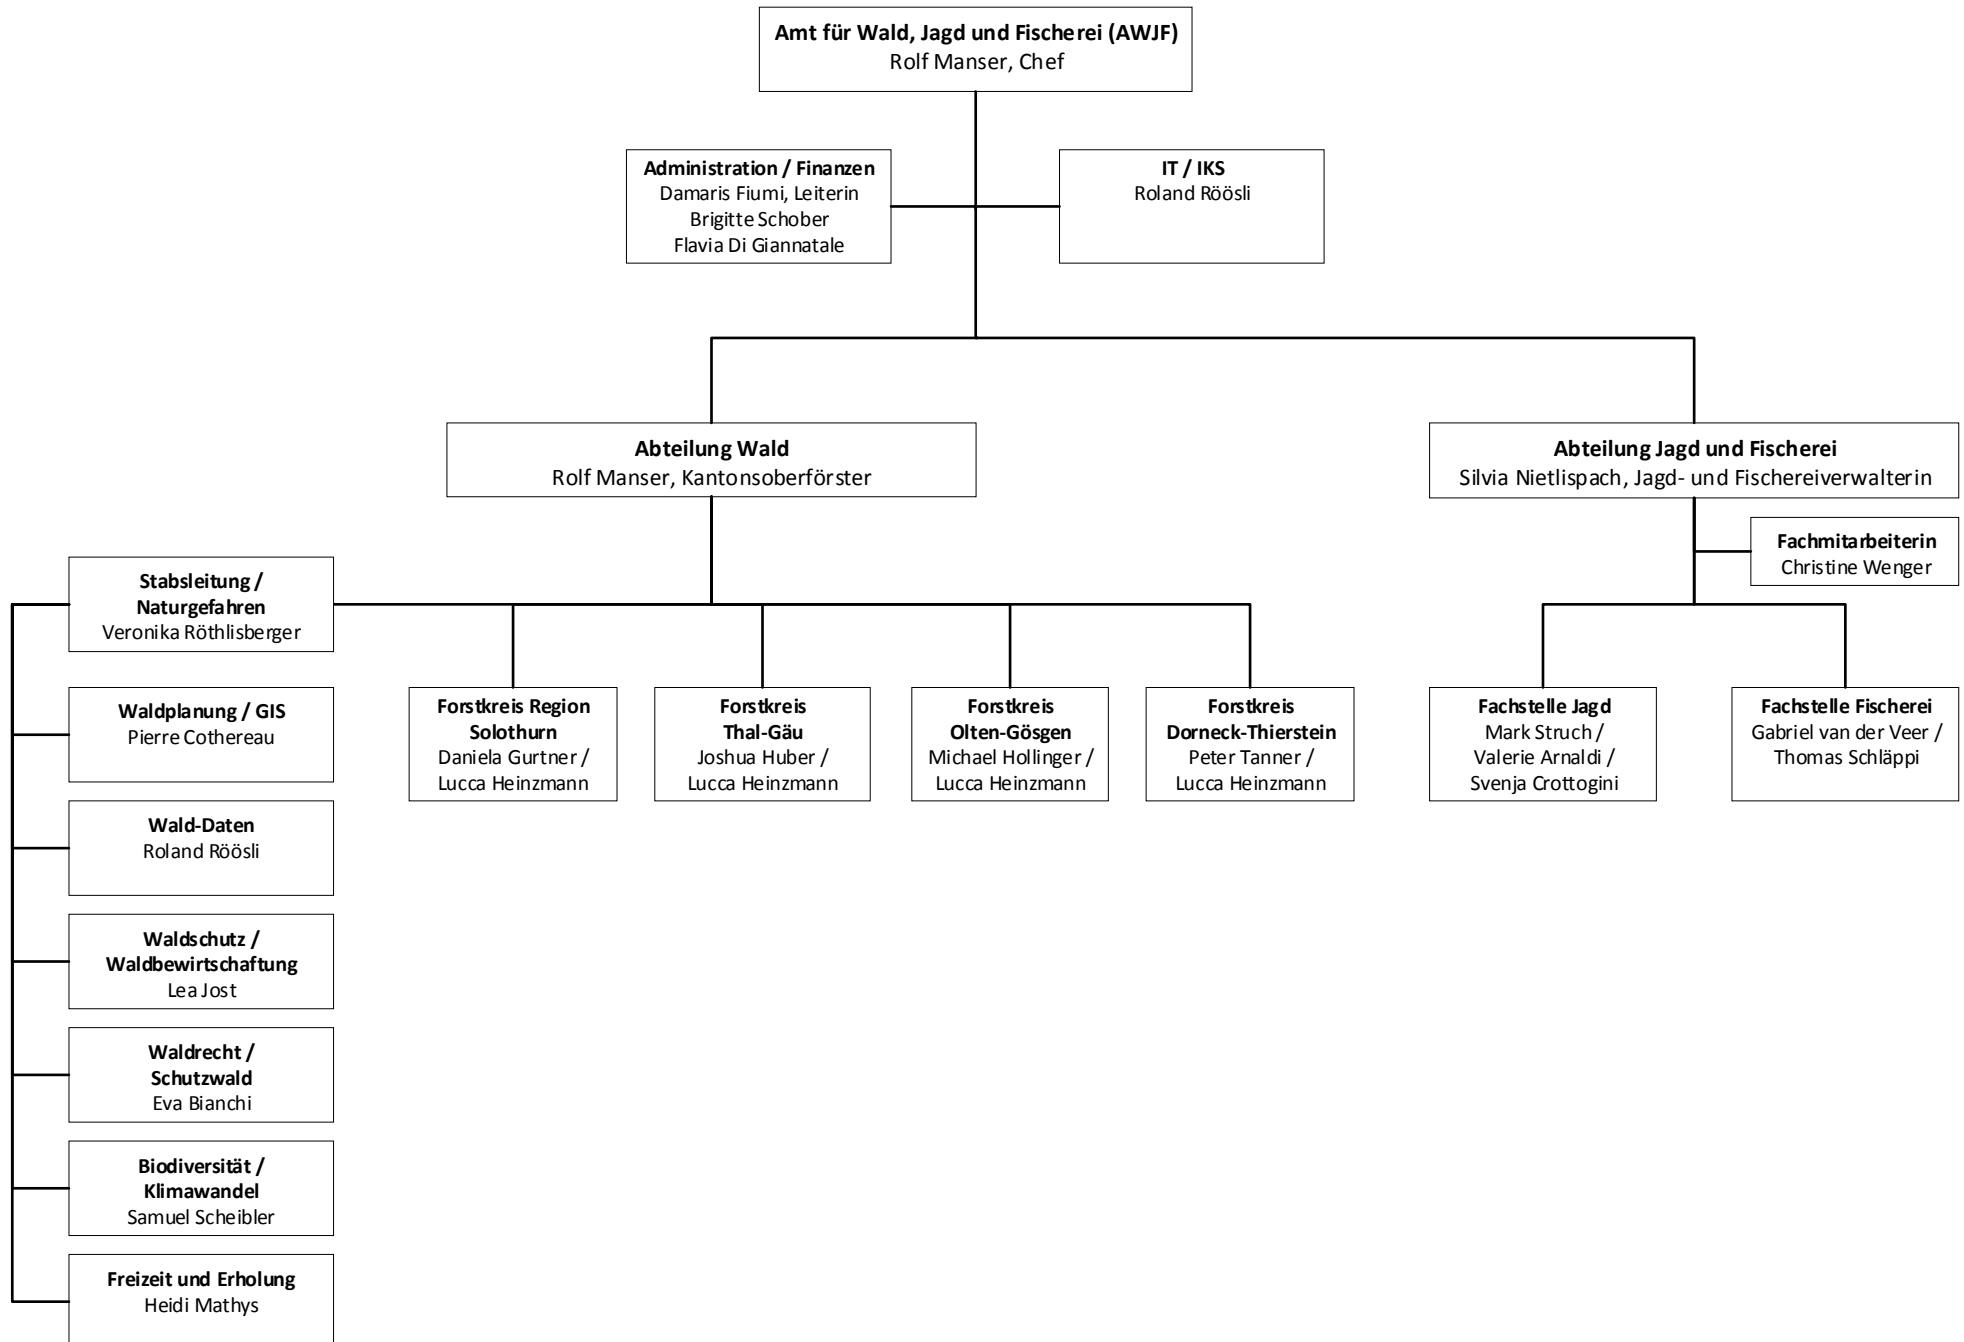 Amt für Wald, Jagd und Fischerei (AWJF)
Rolf Manser, Chef
Administration / Finanzen
Damaris Fiumi, Leiterin
Brigitte Schober
Flavia Di Giannatale
IT / IKS
Roland Röösli
Abteilung Wald
Rolf Manser, Kantonsoberförster
Abteilung Jagd und Fischerei
Silvia Nietlispach, Jagd- und Fischereiverwalterin
Fachmitarbeiterin
Christine Wenger
Stabsleitung /
Naturgefahren
Veronika Röthlisberger
Waldplanung / GIS
Pierre Cothereau
Wald-Daten
Roland Röösli
Waldschutz /
Waldbewirtschaftung
Lea Jost
Waldrecht /
Schutzwald
Eva Bianchi
Biodiversität /
Klimawandel
Samuel Scheibler
Freizeit und Erholung
Heidi Mathys
Forstkreis Region
Solothurn
Daniela Gurtner /
Lucca Heinzmann
Forstkreis
Thal-Gäu
Joshua Huber /
Lucca Heinzmann
Forstkreis
Olten-Gösgen
Michael Hollinger /
Lucca Heinzmann
Forstkreis
Dorneck-Thierstein
Peter Tanner /
Lucca Heinzmann
Fachstelle Jagd
Mark Struch /
Valerie Arnaldi /
Svenja Crottogini
Fachstelle Fischerei
Gabriel van der Veer /
Thomas Schläppi